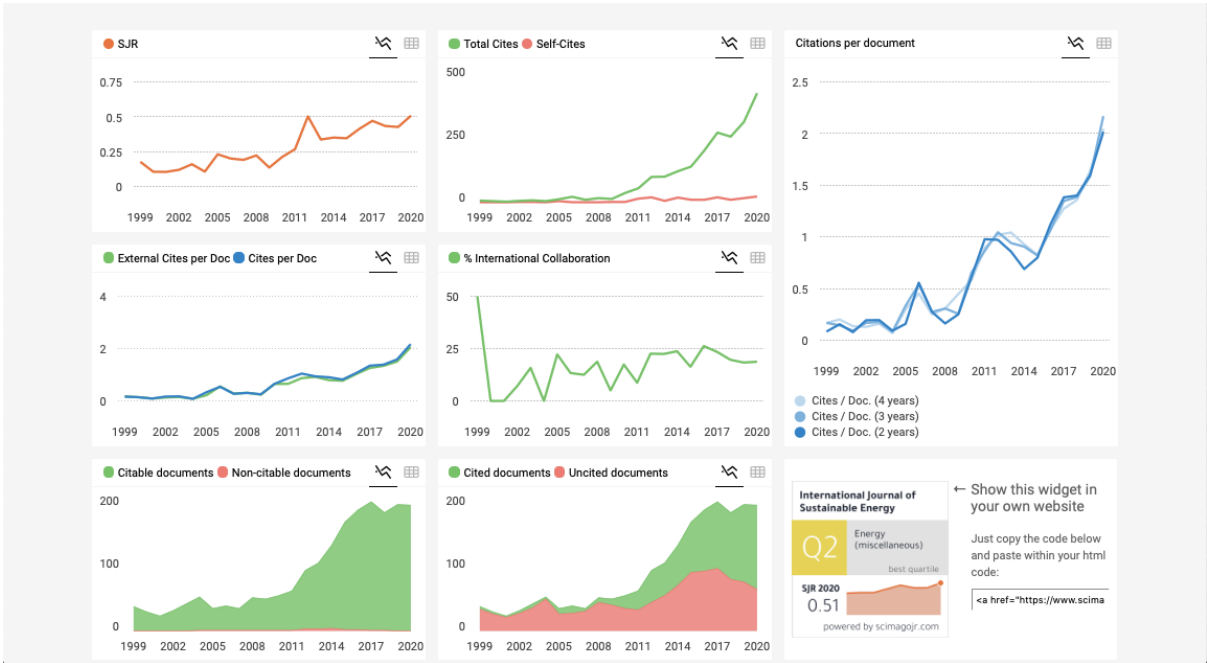 SJR
0.75
0.5
0.25
0
1999 2002 2005 2008 2011 2014 2017 2020
Total Cites Self-Cites
500
250
0
1999 2002 2005 2008 2011 2014 2017 2020
Citations per document
2.5
2
1.5
1
0.5
0
1999 2002 2005 2008 2011 2014 2017 2020
Cites / Doc. (4 years)
Cites / Doc. (3 years)
Cites / Doc. (2 years)
External Cites per Doc Cites per Doc
4
2
0
1999 2002 2005 2008 2011 2014 2017 2020
% International Collaboration
50
25
0
1999 2002 2005 2008 2011 2014 2017 2020
Citable documents Non-citable documents
200
100
0
1999 2002 2005 2008 2011 2014 2017 2020
Cited documents Uncited documents
200
100
0
1999 2002 2005 2008 2011 2014 2017 2020
International Journal of
Sustainable Energy
Q2
Energy
(miscellaneous)
best quartile
SJR 2020
0.51
powered by scimagojr.com
← Show this widget in
your own website
Just copy the code below
and paste within your html
code:
<a href="https://www.scima